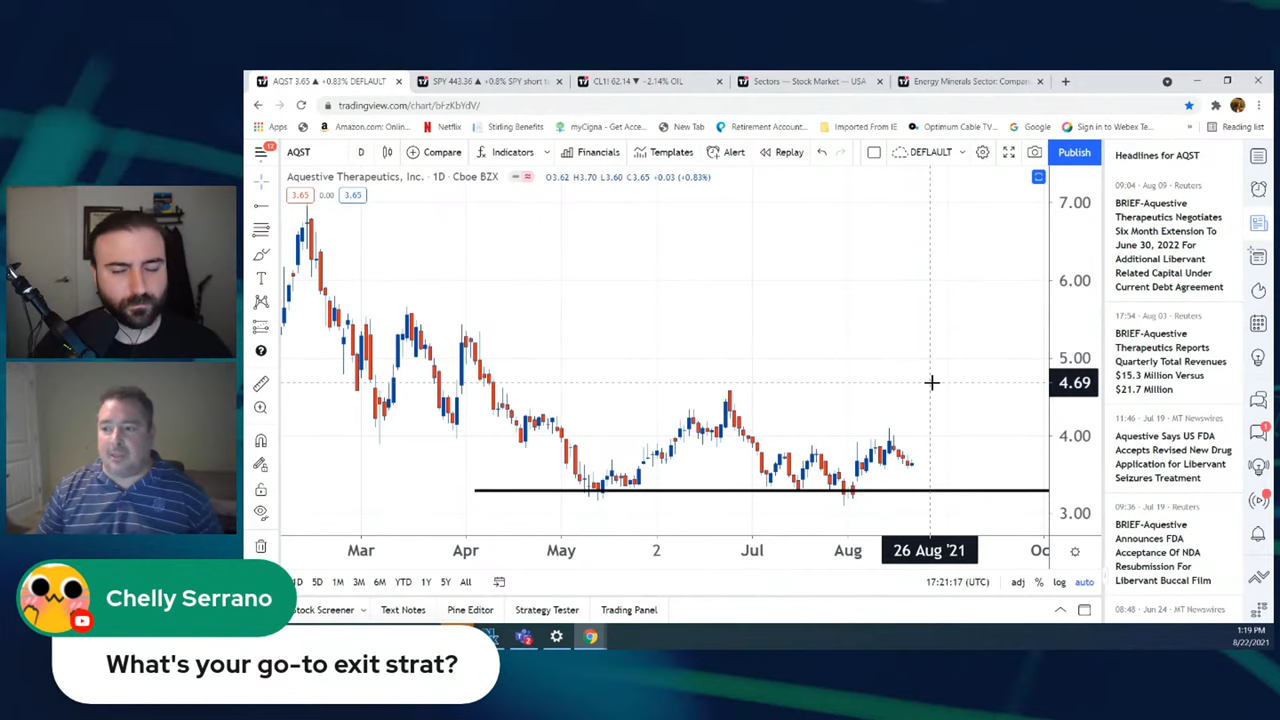 AQST 3.65 ▲ +0.83% DEFLAULT
SPY 443.36 ▲ +0.8% SPY short t
CL1! 62.14 ▼ −2.14% OIL
Sectors — Stock Market — USA
Energy Minerals Sector: Compan
tradingview.com/chart/bFzKbYdV/
Apps
Amazon.com: Onlin...
Netflix
Stirling Benefits
myCigna - Get Acce...
New Tab
Retirement Account...
Imported From IE
Optimum Cable TV...
Google
Sign in to Webex Te...
»
Reading list
12
AQST
D
Compare
Indicators
Financials
Templates
Alert
Replay
DEFLAULT
Publish
Aquestive Therapeutics, Inc. · 1D · Cboe BZX
O3.62 H3.70 L3.60 C3.65 +0.03 (+0.83%)
3.65 0.00 3.65
7.00
6.00
5.00
4.69
4.00
3.00
Mar
Apr
May
2
Jul
Aug
26 Aug '21
Oc
1D 5D 1M 3M 6M YTD 1Y 5Y All
17:21:17 (UTC)
adj % log auto
Stock Screener
Text Notes
Pine Editor
Strategy Tester
Trading Panel
Headlines for AQST
09:04 · Aug 09 · Reuters
BRIEF-Aquestive
Therapeutics Negotiates
Six Month Extension To
June 30, 2022 For
Additional Libervant
Related Capital Under
Current Debt Agreement
17:54 · Aug 03 · Reuters
BRIEF-Aquestive
Therapeutics Reports
Quarterly Total Revenues
$15.3 Million Versus
$21.7 Million
11:46 · Jul 19 · MT Newswires
Aquestive Says US FDA
Accepts Revised New Drug
Application for Libervant
Seizures Treatment
09:36 · Jul 19 · Reuters
BRIEF-Aquestive
Announces FDA
Acceptance Of NDA
Resubmission For
Libervant Buccal Film
08:48 · Jun 24 · MT Newswires
1
1:19 PM
8/22/2021
Chelly Serrano
What's your go-to exit strat?